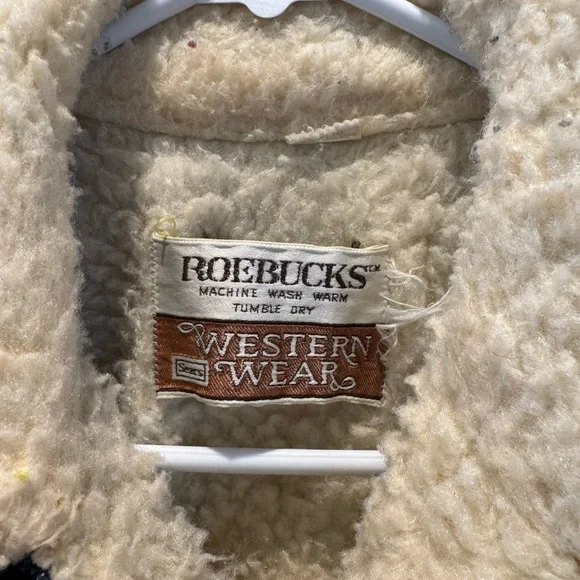 ROEBUCKS™
MACHINE WASH WARM
TUMBLE DRY
WESTERN
Sears
WEAR